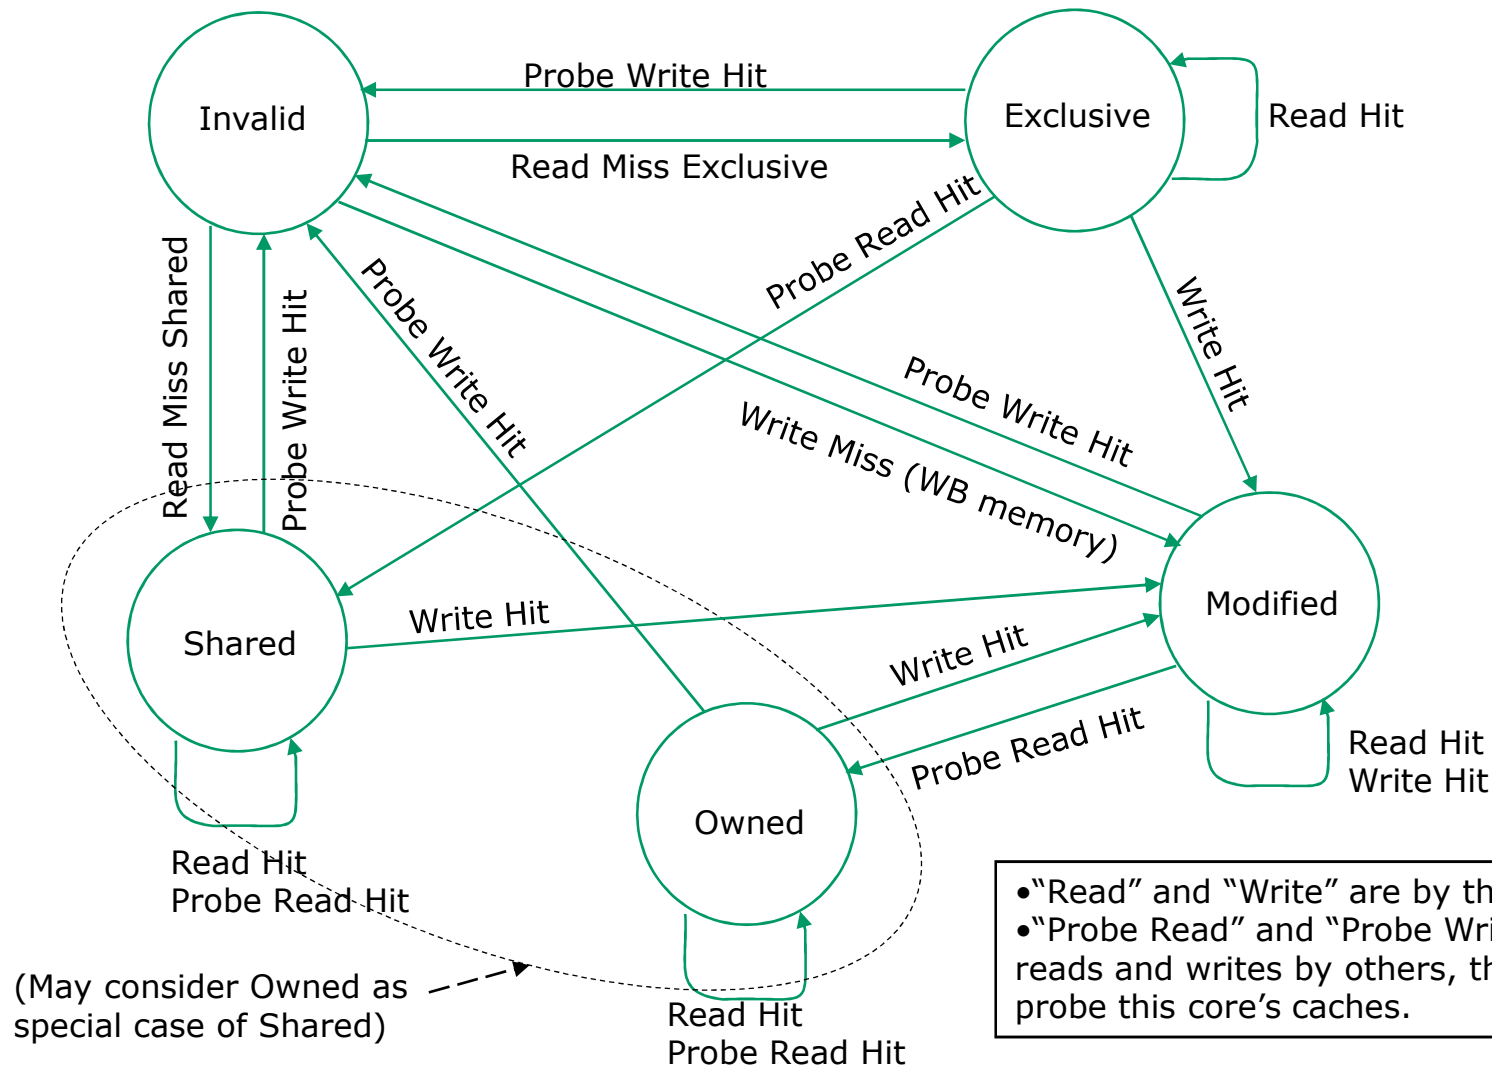 Probe Write Hit
Invalid
Exclusive
Read Hit
Read Miss Exclusive
Probe Read Hit
Read Miss Shared
Probe Write Hit
Probe Write Hit
Write Hit
Probe Write Hit
Write Miss (WB memory)
Write Hit
Modified
Shared
Write Hit
Probe Read Hit
Read Hit
Write Hit
Owned
Read Hit
Probe Read Hit
•“Read” and “Write” are by
•“Probe Read” and “Probe
reads and writes by others,
probe this core’s caches.
(May consider Owned as
special case of Shared)
Read Hit
Probe Read Hit